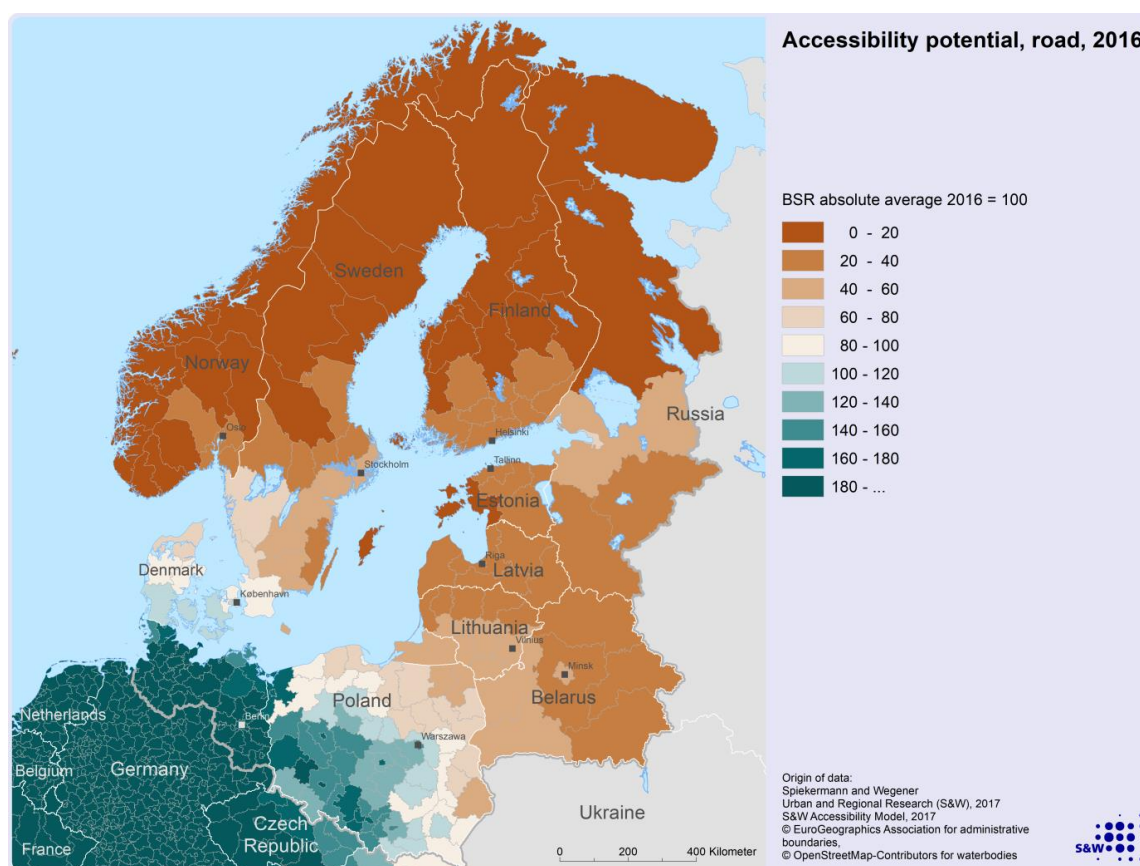 Accessibility potential, road, 2016
BSR absolute average 2016 = 100
0 - 20
20 - 40
40 - 60
60 - 80
80 - 100
100 - 120
120 - 140
140 - 160
160 - 180
180 - ...
Sweden
Finland
Norway
Oslo
Russia
Helsinki
Stockholm
Tallinn
Estonia
Riga
Latvia
Denmark
København
Lithuania
Vilnius
Minsk
Belarus
Poland
Netherlands
Berlin
Warszawa
Belgium
Germany
Ukraine
Czech
Republic
France
0 200 400 Kilometer
Origin of data:
Spiekermann and Wegener
Urban and Regional Research (S&W), 2017
S&W Accessibility Model, 2017
© EuroGeographics Association for administrative
boundaries,
© OpenStreetMap-Contributors for waterbodies
S&W